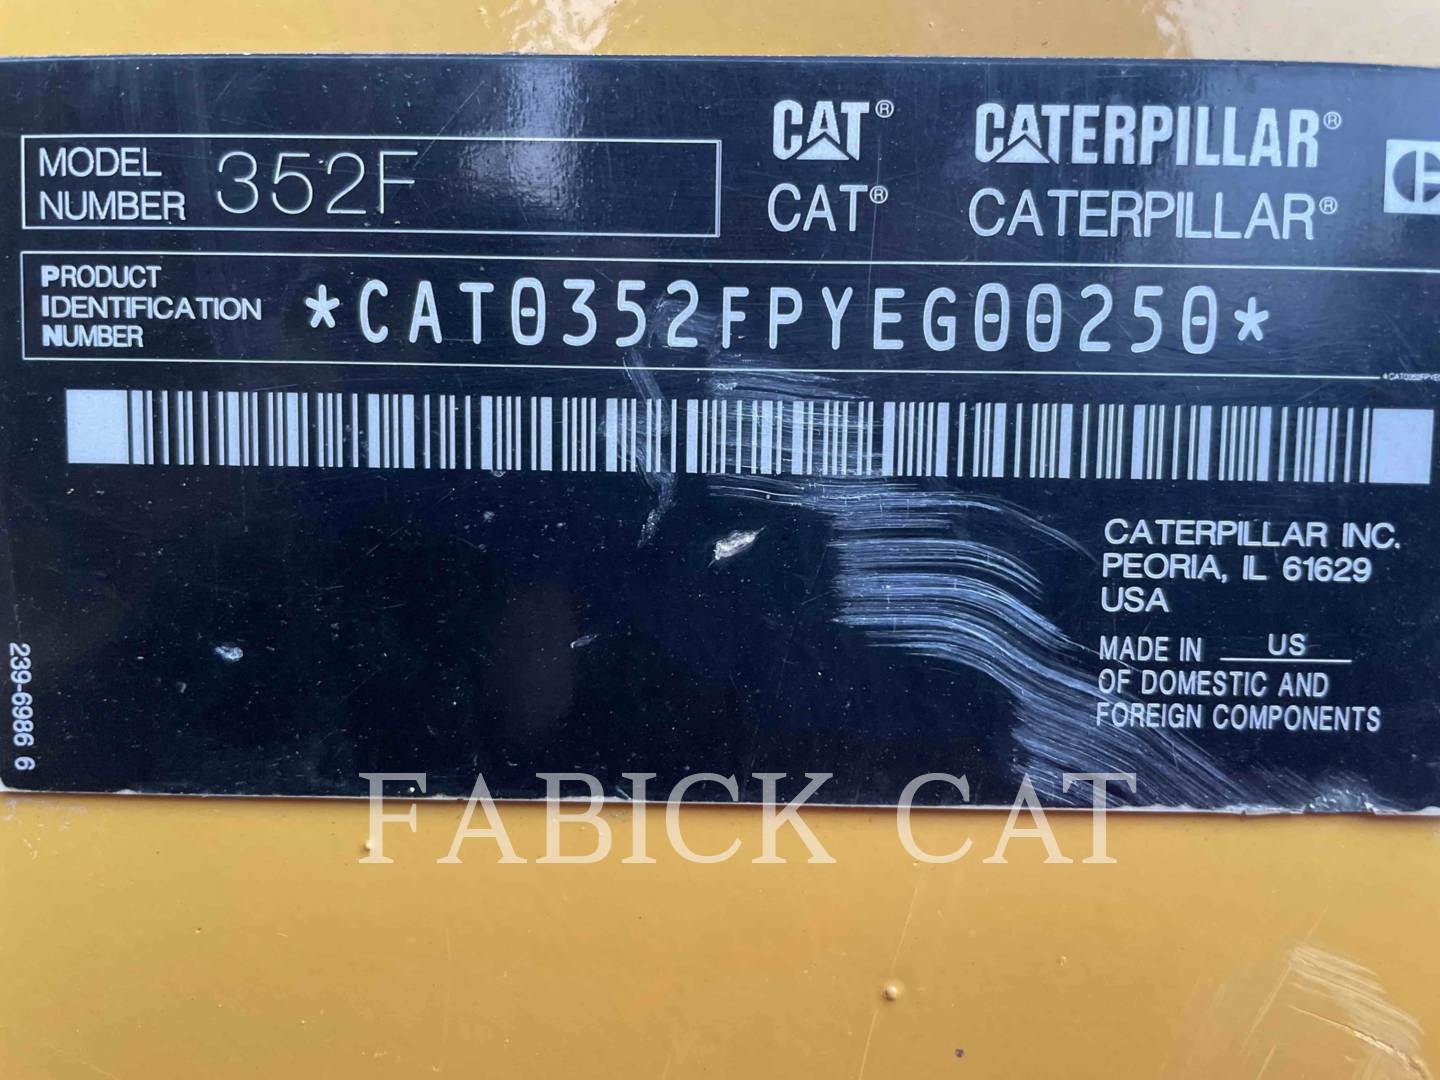 MODEL NUMBER 352F
CAT® CATERPILLAR®
CAT® CATERPILLAR®
PRODUCT IDENTIFICATION NUMBER *CAT0352FPYEG00250*
CATERPILLAR INC.
PEORIA, IL 61629
USA
MADE IN US
OF DOMESTIC AND
FOREIGN COMPONENTS
239-6986 6
FABICK CAT